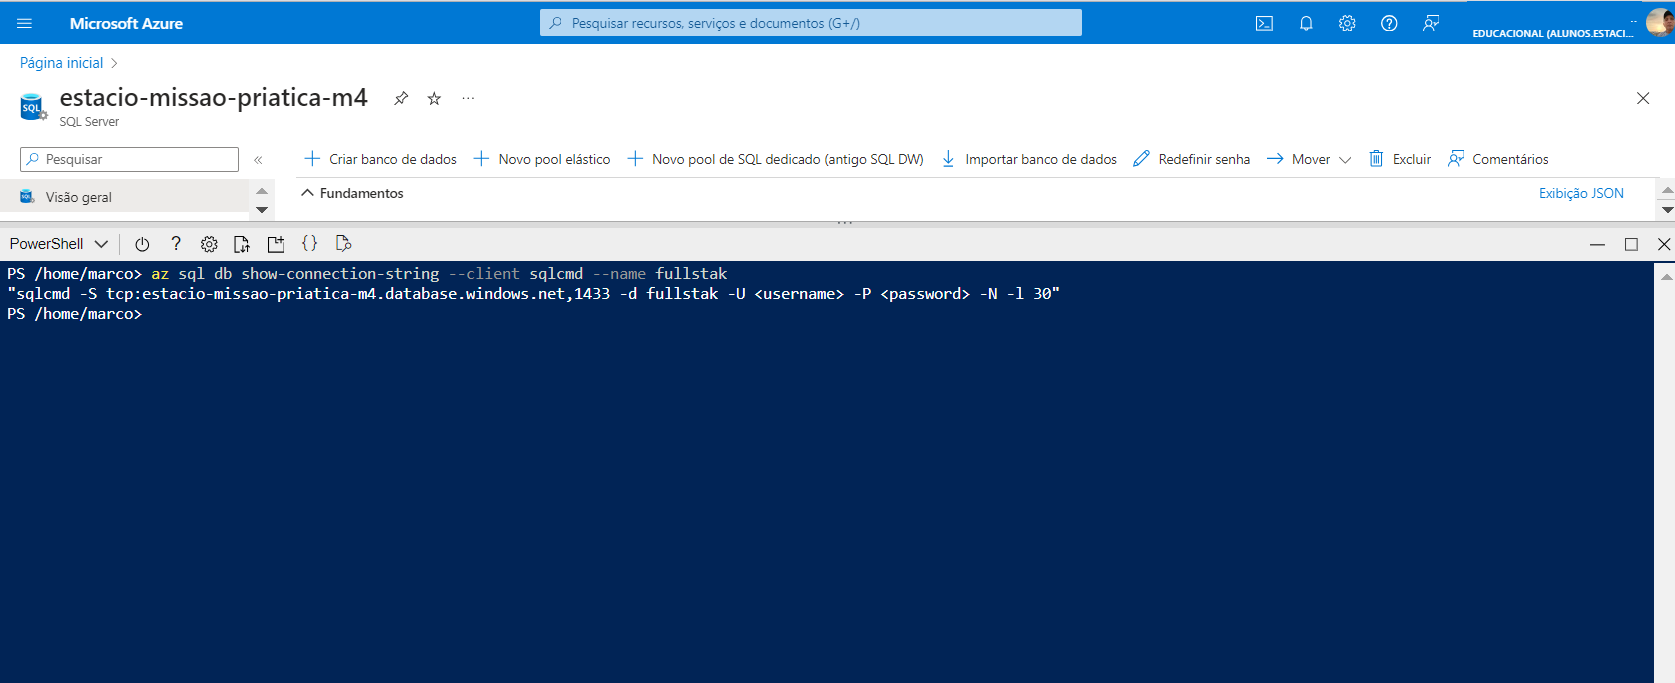 Microsoft Azure
Pesquisar recursos, serviços e documentos (G+/)
EDUCACIONAL (ALUNOS.ESTACI...
Página inicial
estacio-missao-priatica-m4
SQL
SQL Server
Pesquisar
Criar banco de dados
Novo pool elástico
Novo pool de SQL dedicado (antigo SQL DW)
Importar banco de dados
Redefinir senha
Mover
Excluir
Comentários
Visão geral
Fundamentos
Exibição JSON
PowerShell
PS /home/marco> az sql db show-connection-string --client sqlcmd --name fullstak
"sqlcmd -S tcp:estacio-missao-priatica-m4.database.windows.net,1433 -d fullstak -U <username> -P <password> -N -l 30"
PS /home/marco>